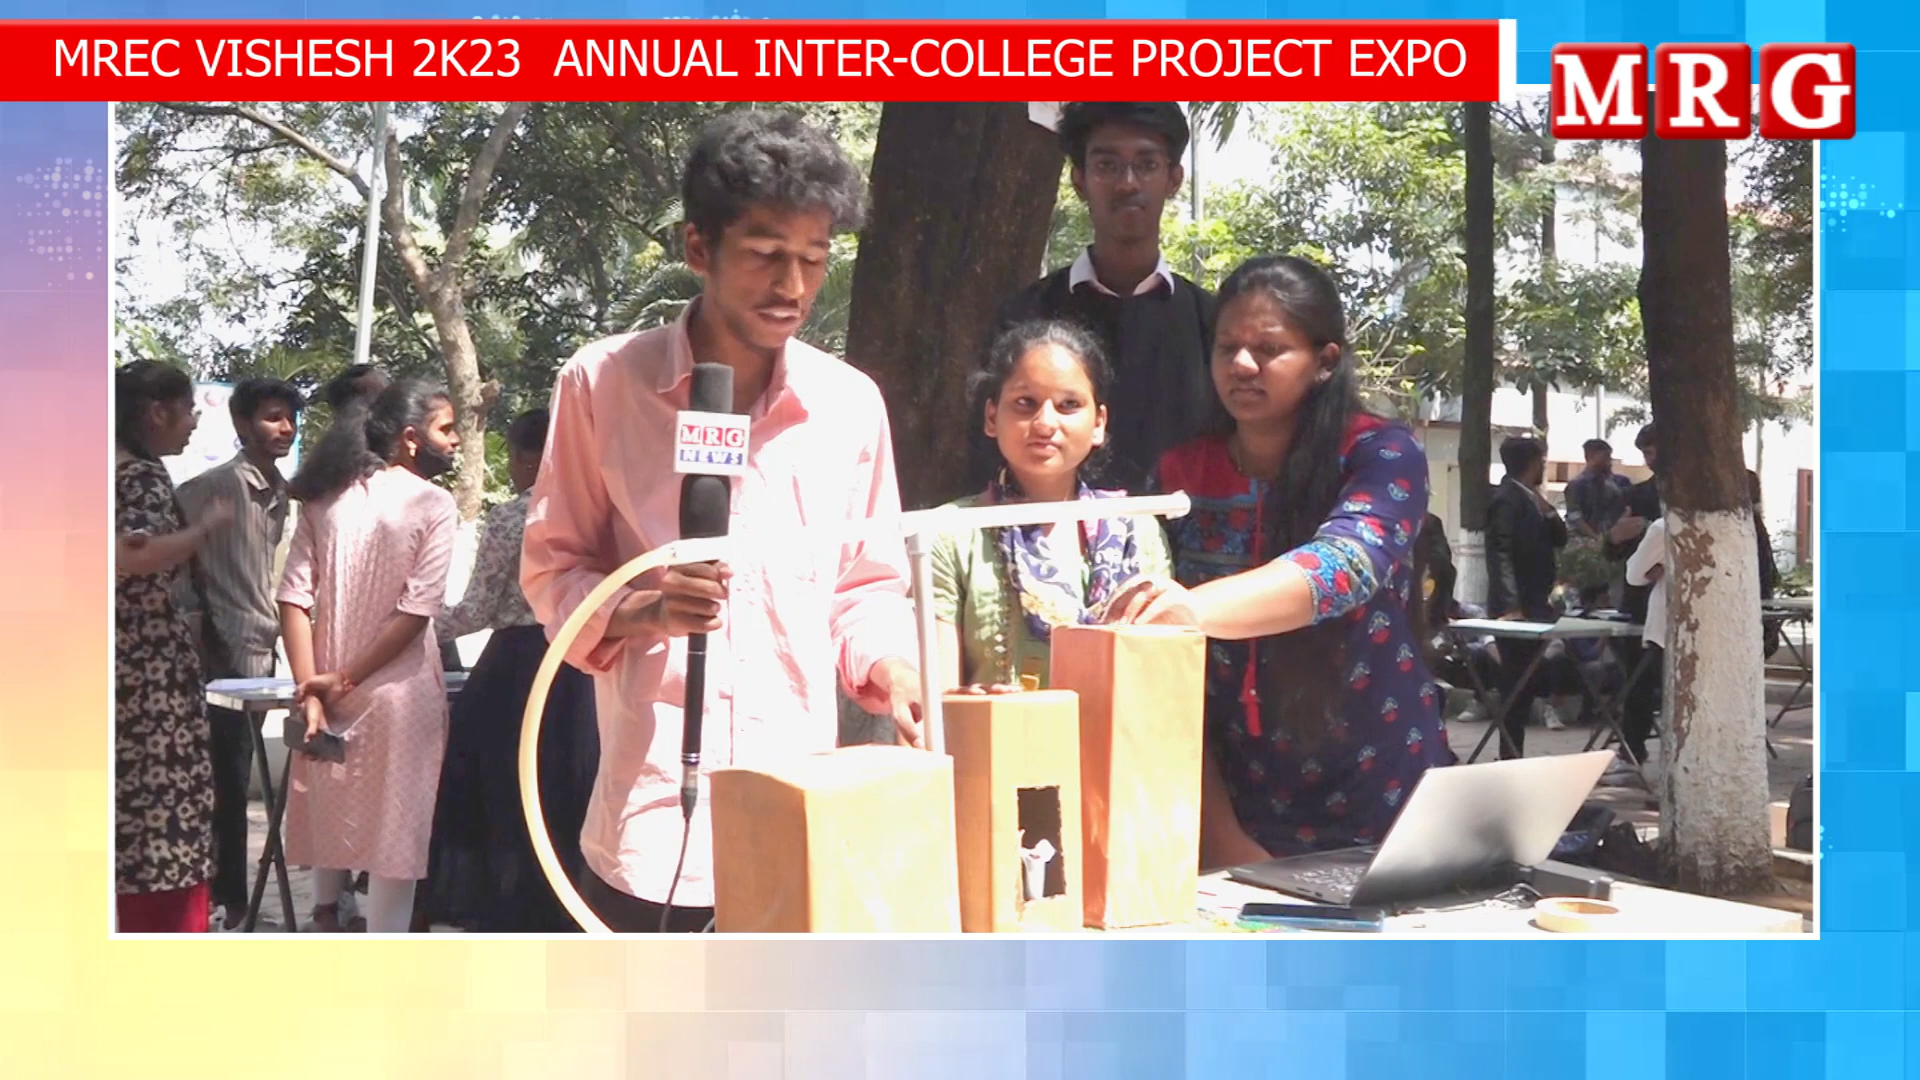 MREC VISHESH 2K23 ANNUAL INTER-COLLEGE PROJECT EXPO
MRG
MRG
NEWS